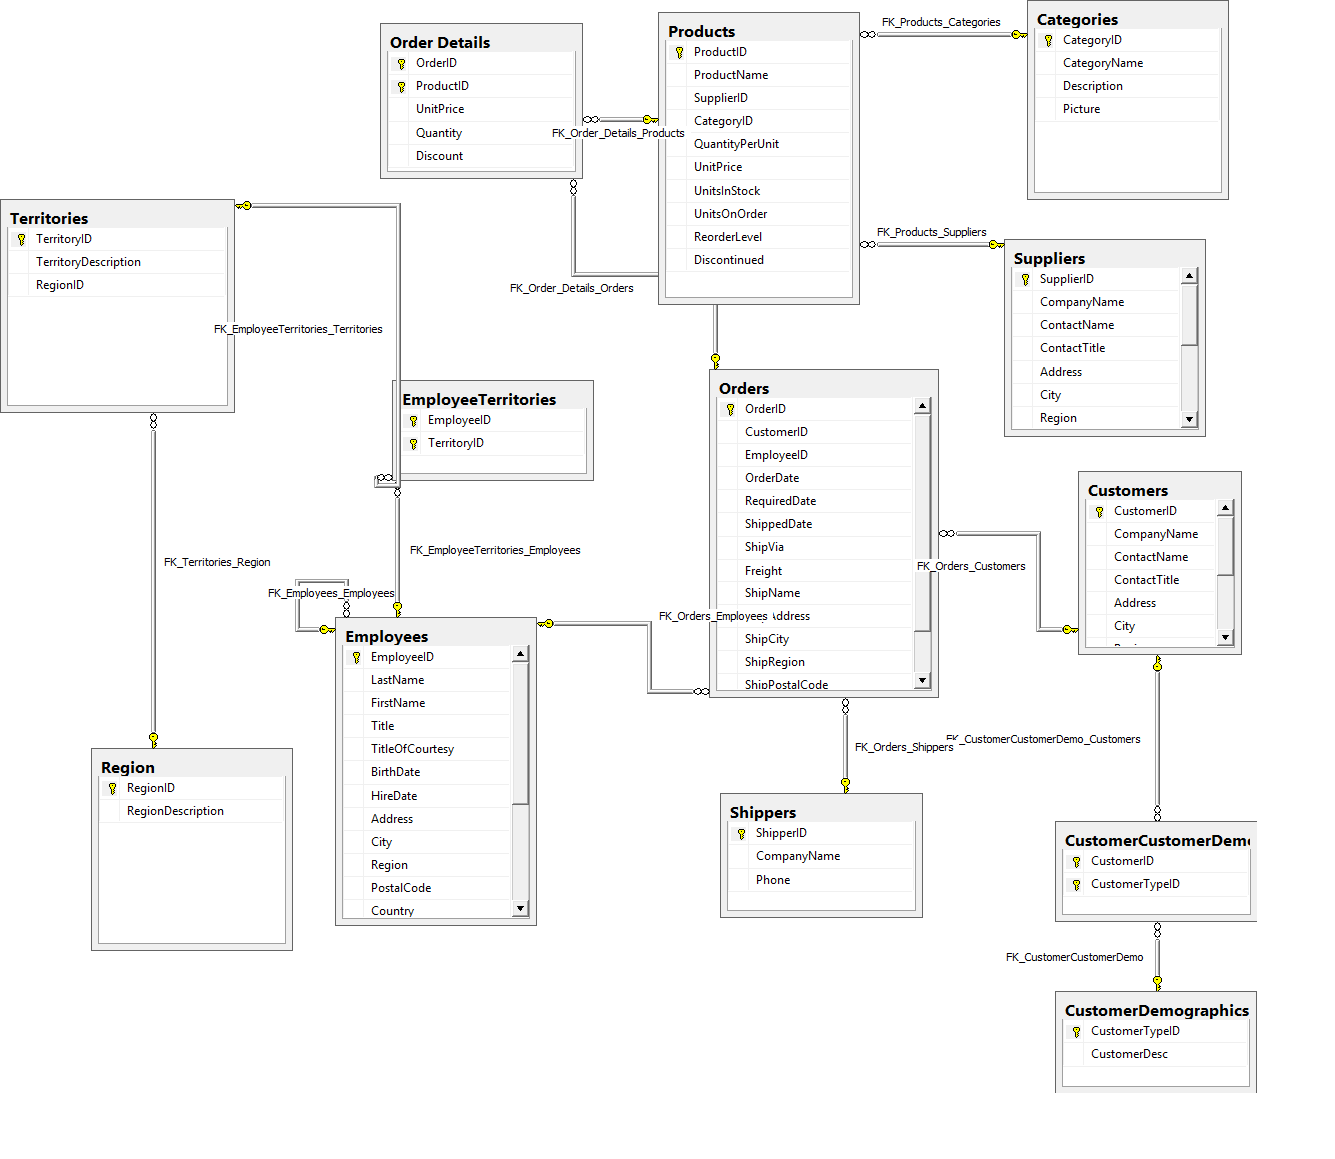 Order Details
OrderID
ProductID
UnitPrice
Quantity
Discount
Products
ProductID
ProductName
SupplierID
CategoryID
QuantityPerUnit
UnitPrice
UnitsInStock
UnitsOnOrder
ReorderLevel
Discontinued
FK_Products_Categories
Categories
CategoryID
CategoryName
Description
Picture
FK_Order_Details_Products
FK_Products_Suppliers
Suppliers
SupplierID
CompanyName
ContactName
ContactTitle
Address
City
Region
Territories
TerritoryID
TerritoryDescription
RegionID
FK_Order_Details_Orders
FK_EmployeeTerritories_Territories
EmployeeTerritories
EmployeeID
TerritoryID
Orders
OrderID
CustomerID
EmployeeID
OrderDate
RequiredDate
ShippedDate
ShipVia
Freight
ShipName
Address
ShipCity
ShipRegion
ShipPostalCode
Customers
CustomerID
CompanyName
ContactName
ContactTitle
Address
City
FK_Orders_Customers
FK_EmployeeTerritories_Employees
FK_Territories_Region
FK_Employees_Employees
FK_Orders_Employees
Employees
EmployeeID
LastName
FirstName
Title
TitleOfCourtesy
BirthDate
HireDate
Address
City
Region
PostalCode
Country
Region
RegionID
RegionDescription
FK_Orders_Shippers
FK_CustomerCustomerDemo_Customers
Shippers
ShipperID
CompanyName
Phone
CustomerCustomerDemo
CustomerID
CustomerTypeID
FK_CustomerCustomerDemo
CustomerDemographics
CustomerTypeID
CustomerDesc